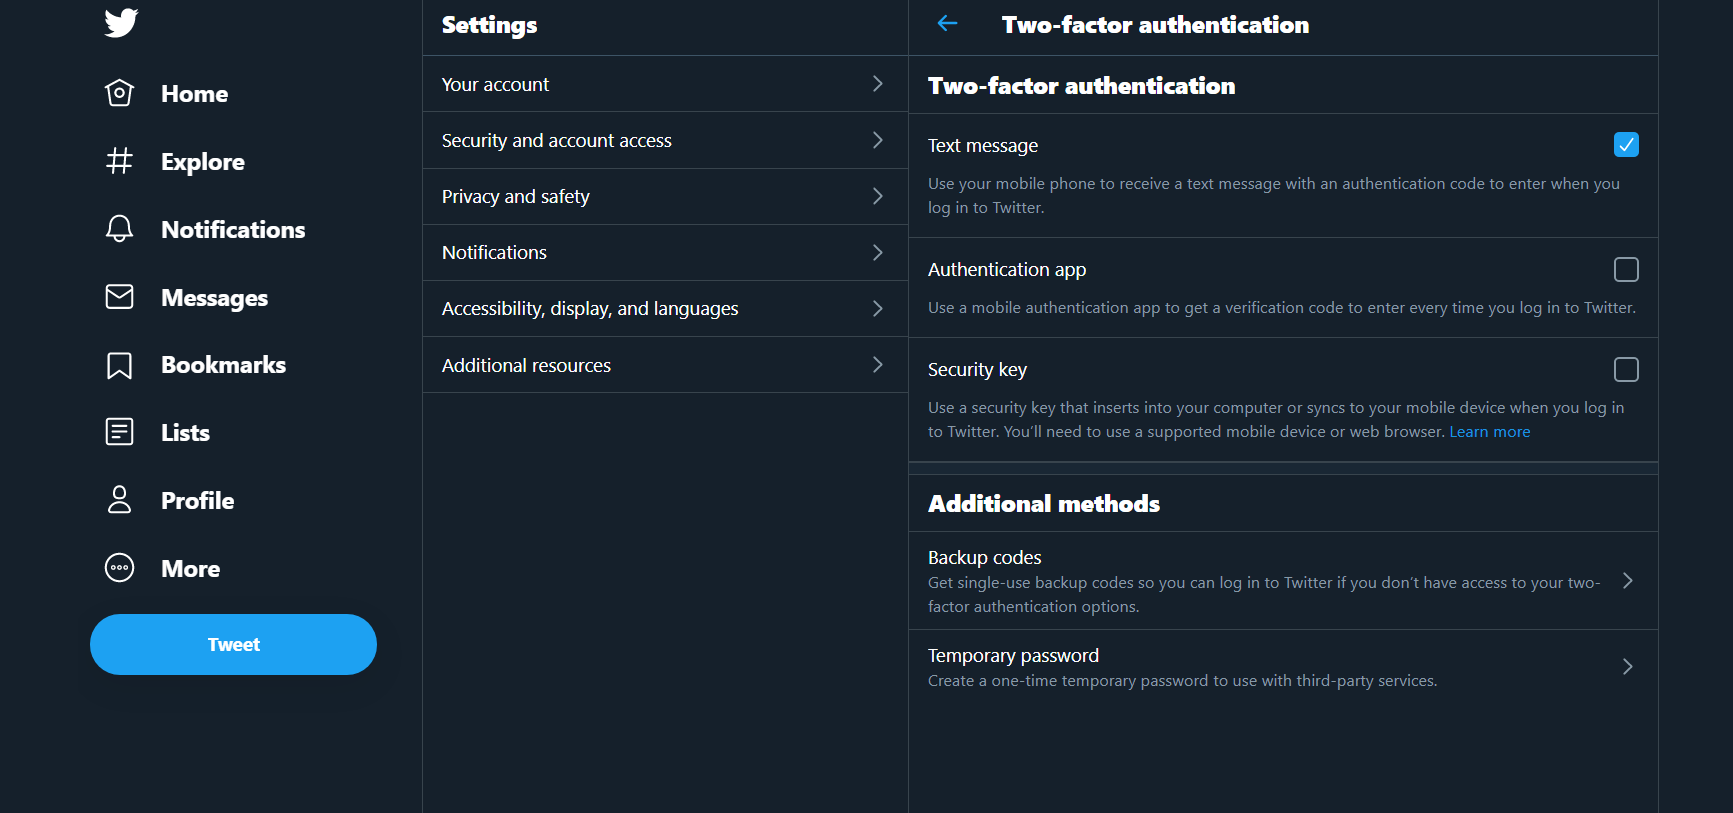 Home
Explore
Notifications
Messages
Bookmarks
Lists
Profile
More
Tweet
Settings
Your account
Security and account access
Privacy and safety
Notifications
Accessibility, display, and languages
Additional resources
Two-factor authentication
Two-factor authentication
Text message
Use your mobile phone to receive a text message with an authentication code to enter when you
log in to Twitter.
Authentication app
Use a mobile authentication app to get a verification code to enter every time you log in to Twitter.
Security key
Use a security key that inserts into your computer or syncs to your mobile device when you log in
to Twitter. You’ll need to use a supported mobile device or web browser. Learn more
Additional methods
Backup codes
Get single-use backup codes so you can log in to Twitter if you don’t have access to your two-
factor authentication options.
Temporary password
Create a one-time temporary password to use with third-party services.